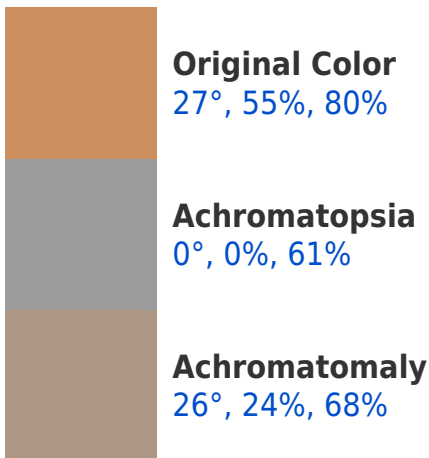 Original Color
27°, 55%, 80%
Achromatopsia
0°, 0%, 61%
Achromatomaly
26°, 24%, 68%